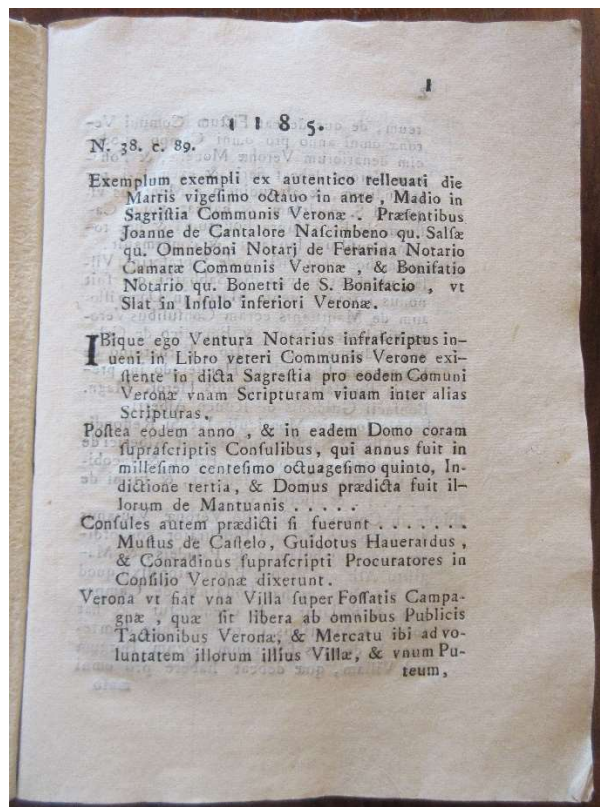 1
1185.
N. 38. c. 89.
Exemplum exempli ex autentico relleuati die
Martis vigesimo octauo in ante, Madio in
Sagristia Communis Veronæ. Præsentibus
Joanne de Cantalore Nascimbeno qu. Salsæ
qu. Omneboni Notarj de Ferarina Notario
Camaræ Communis Veronæ, & Bonifatio
Notario qu. Bonetti de S. Bonifacio, vt
Slat in Insulo inferiori Veronæ.
IBique ego Ventura Notarius infrascriptus in-
ueni in Libro veteri Communis Verone exi-
stente in dicta Sagrestia pro eodem Comuni
Veronæ vnam Scripturam viuam inter alias
Scripturas.
Postea eodem anno, & in eadem Domo coram
suprascriptis Consulibus, qui annus fuit in
millesimo centesimo octuagesimo quinto, In-
dictione tertia, & Domus prædicta fuit il-
lorum de Mantuanis . . . . .
Consules autem prædicti si fuerunt . . . . . . .
Mustus de Castelo, Guidotus Hauerardus,
& Conradinus suprascripti Procuratores in
Consilio Veronæ dixerunt.
Verona vt fiat vna Villa super Fossatis Campa-
gnæ, quæ sit libera ab omnibus Publicis
Tactionibus Veronæ, & Mercatu ibi ad vo-
luntatem illorum illius Villæ, & vnum Pu-
teum,